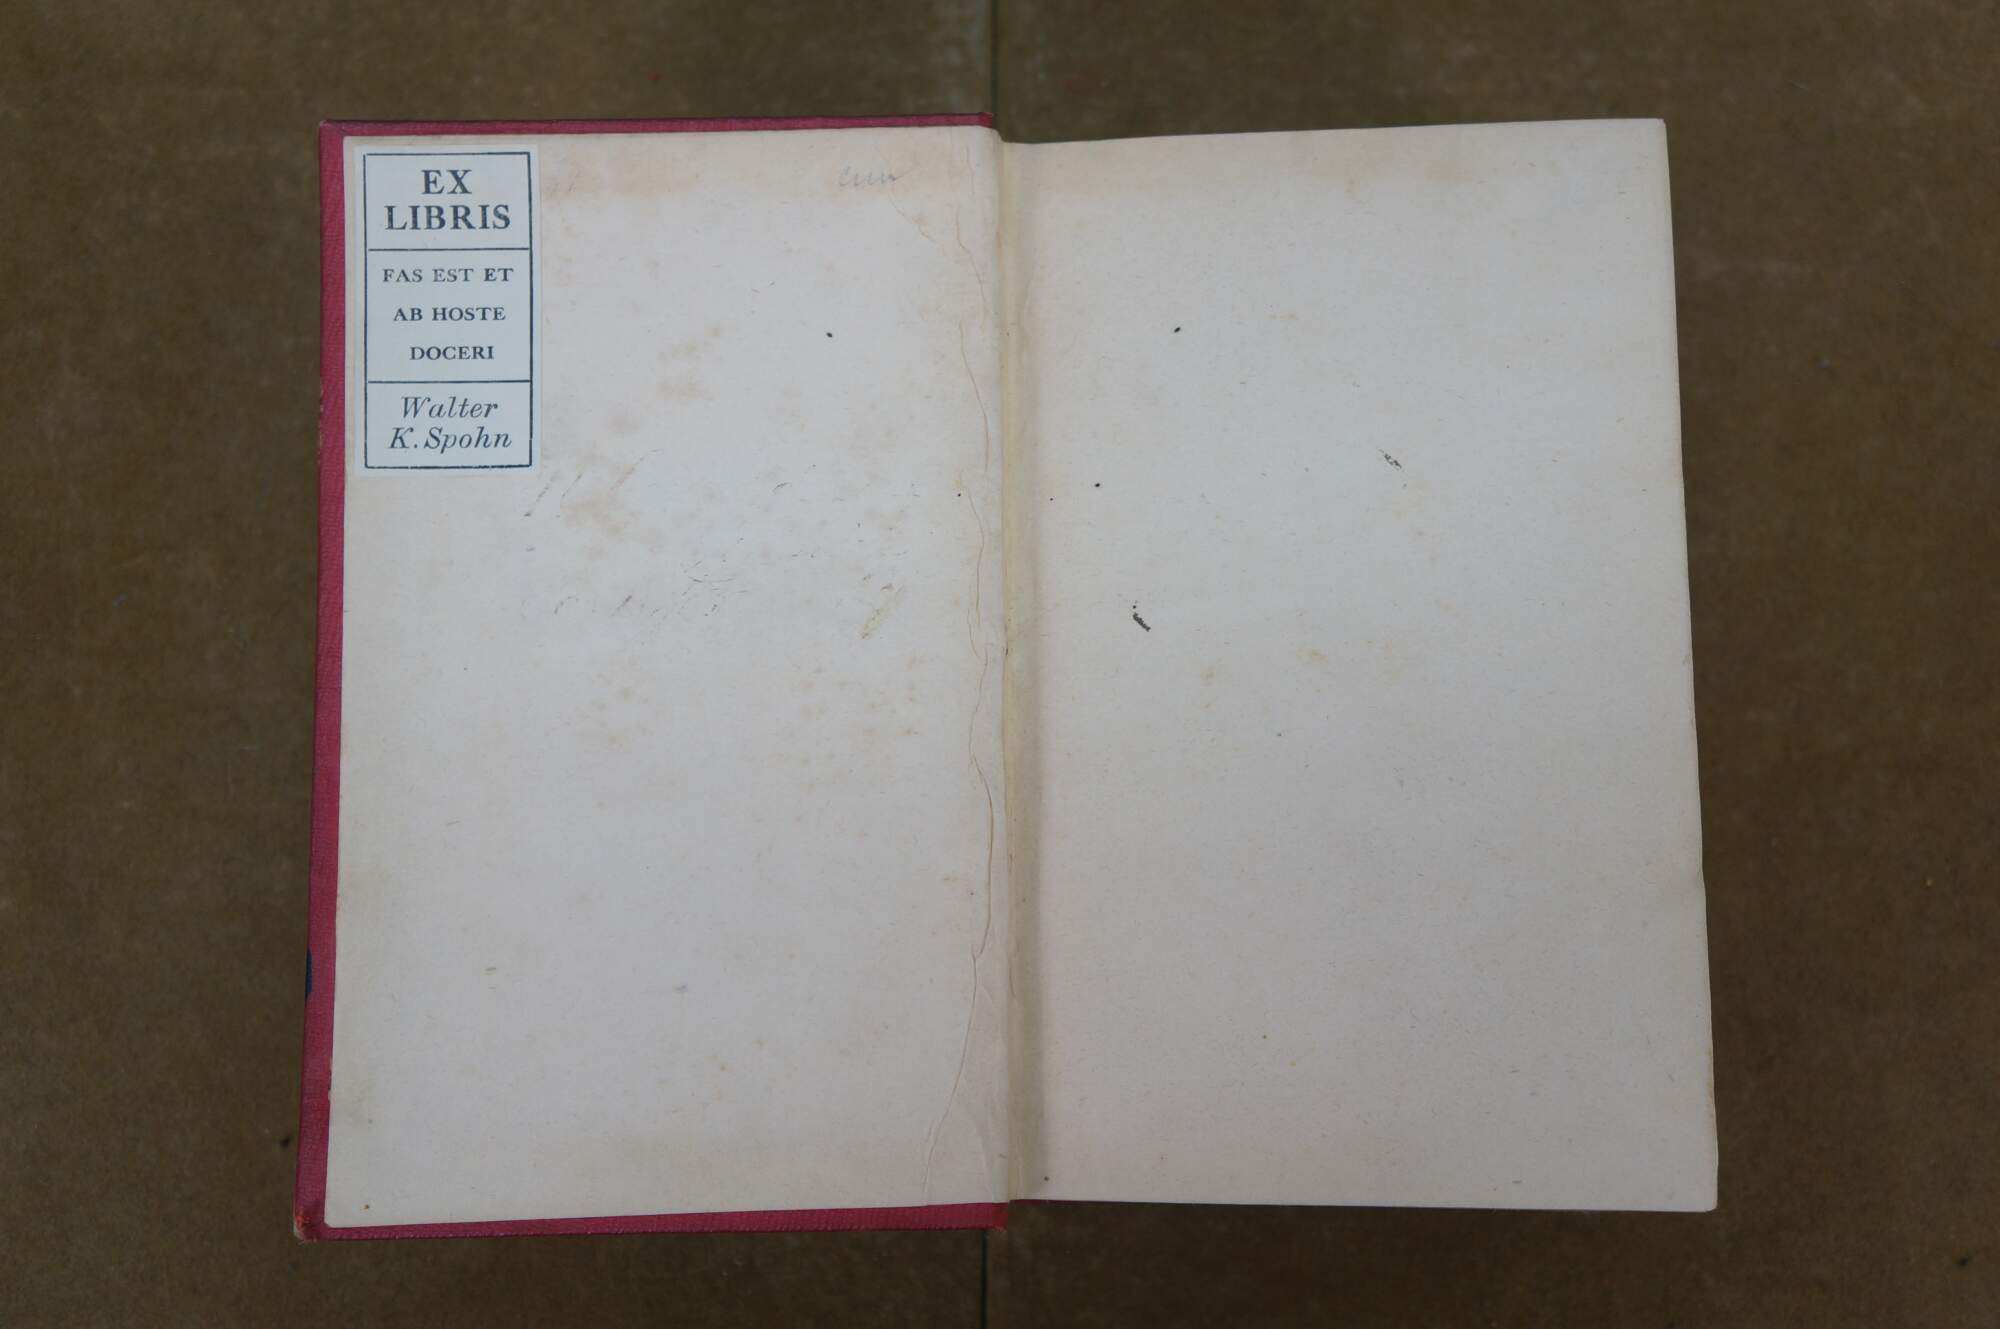 EX
LIBRIS
FAS EST ET
AB HOSTE
DOCERI
Walter
K. Spohn